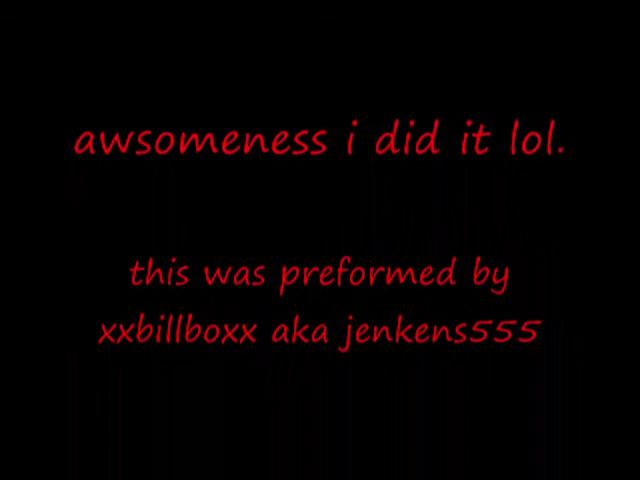 awsomeness i did it lol.
this was preformed by
xxbillboxx aka jenkens555